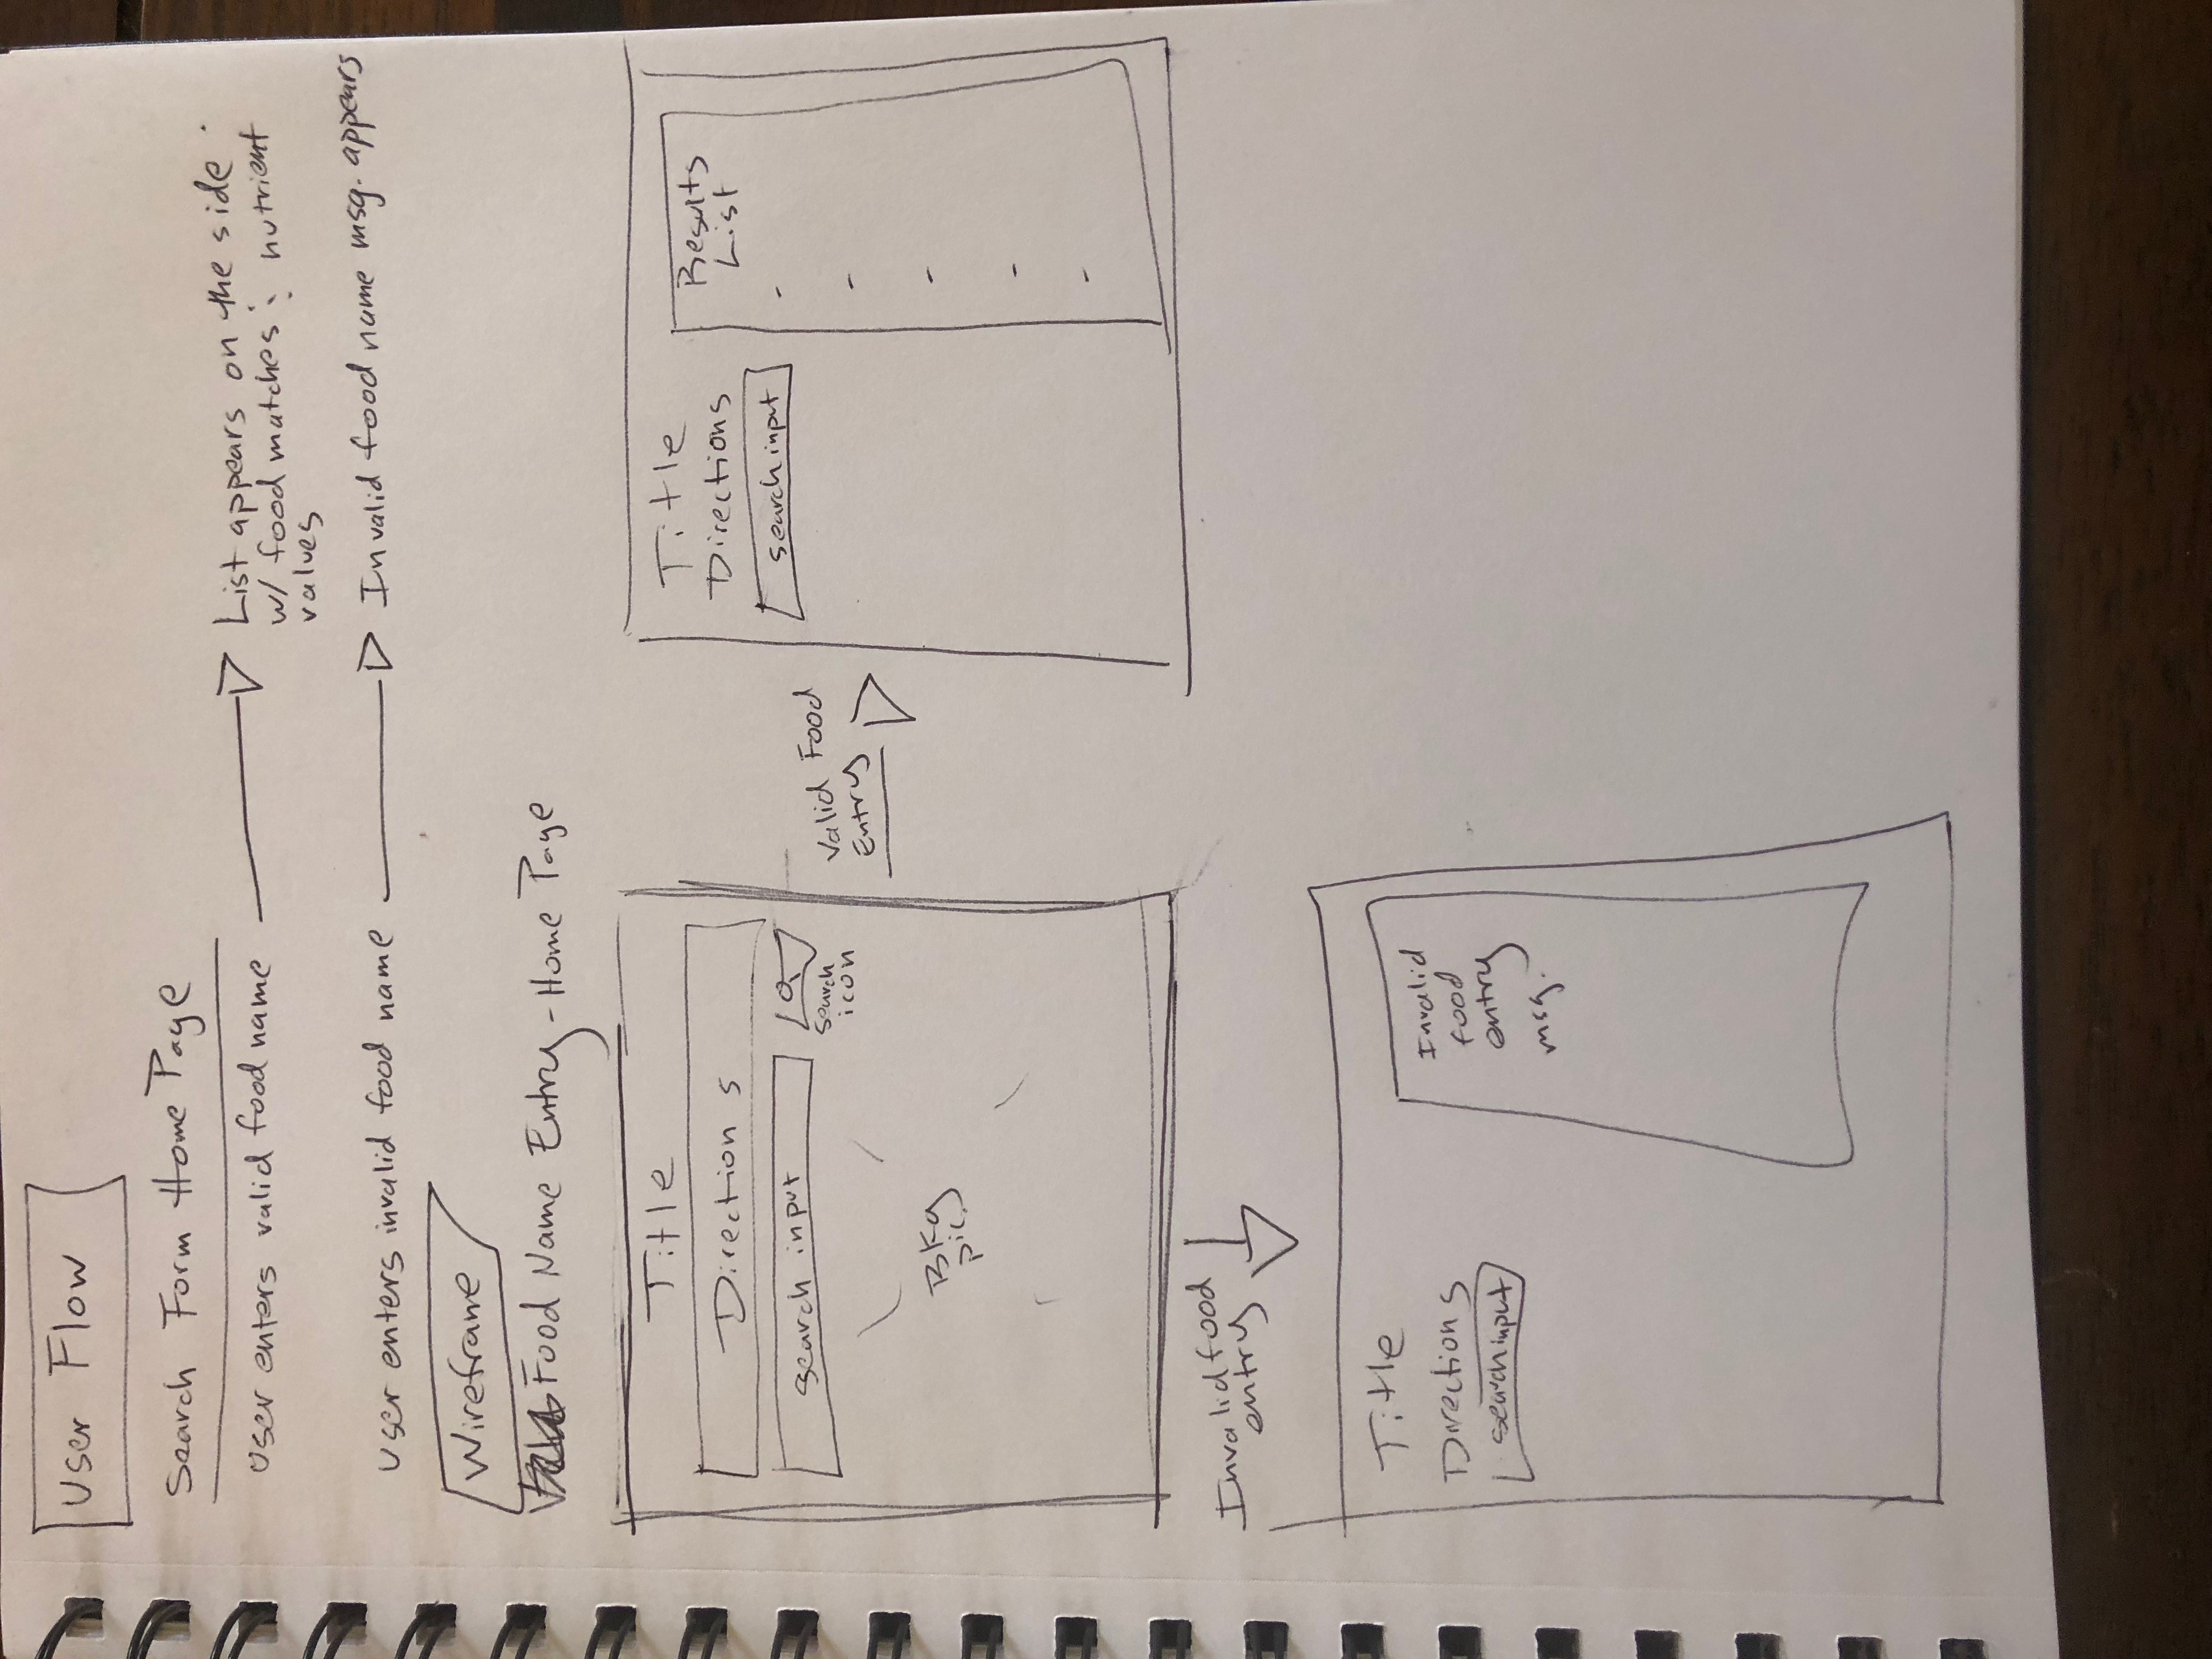 User Flow
Search Form Home Page
User enters valid food name
List appears on the side
w/ food matches : nutrient
values
User enters invalid food name
Invalid food name msg. appears
Wireframe
Food Name Entry - Home Page
Title
Directions
search input
search
icon
Bkg
pic.
Valid Food
Entry
Title
Directions
search input
Results
List
-
-
-
-
-
Invalid food
entry
Title
Directions
search input
Invalid
food
entry
msg.